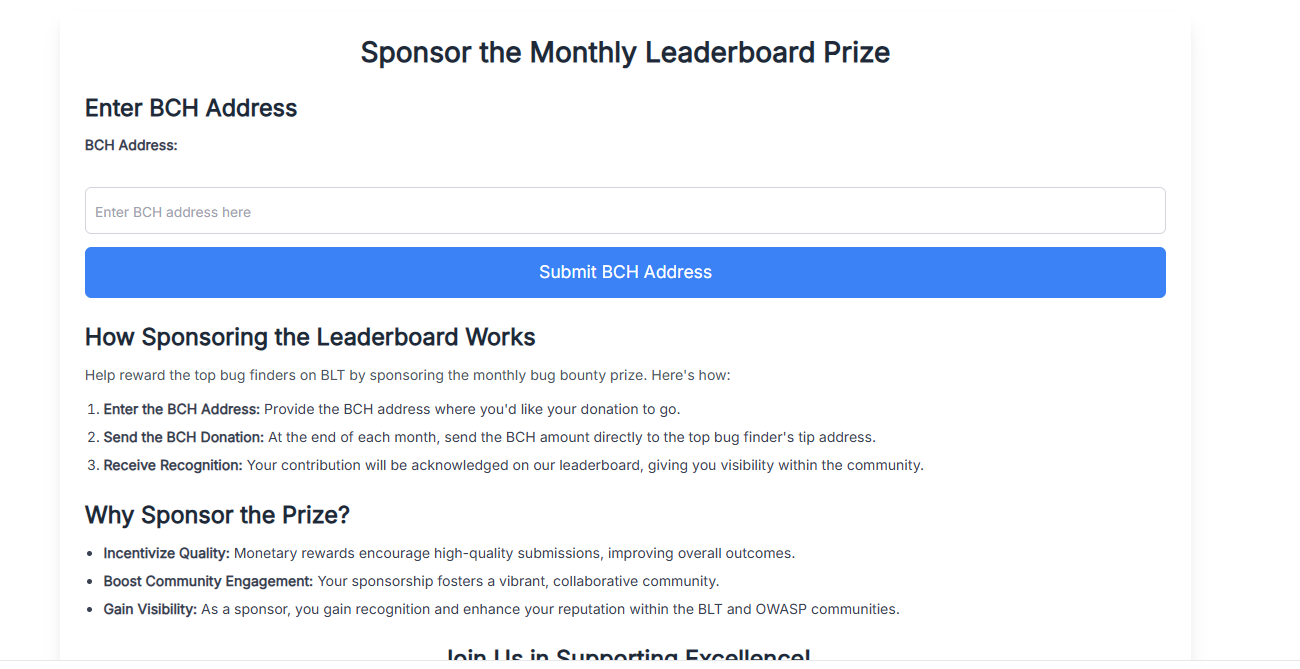 Sponsor the Monthly Leaderboard Prize
Enter BCH Address
BCH Address:
Enter BCH address here
Submit BCH Address
How Sponsoring the Leaderboard Works
Help reward the top bug finders on BLT by sponsoring the monthly bug bounty prize. Here's how:
1. Enter the BCH Address: Provide the BCH address where you'd like your donation to go.
2. Send the BCH Donation: At the end of each month, send the BCH amount directly to the top bug finder's tip address.
3. Receive Recognition: Your contribution will be acknowledged on our leaderboard, giving you visibility within the community.
Why Sponsor the Prize?
• Incentivize Quality: Monetary rewards encourage high-quality submissions, improving overall outcomes.
• Boost Community Engagement: Your sponsorship fosters a vibrant, collaborative community.
• Gain Visibility: As a sponsor, you gain recognition and enhance your reputation within the BLT and OWASP communities.
Join Us in Supporting Excellence!